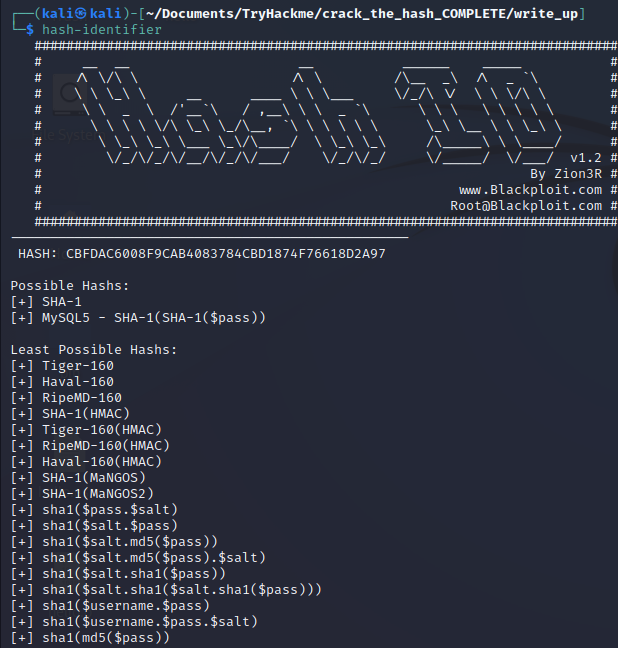 ┌──(kali㉿kali)-[~/Documents/TryHackme/crack_the_hash_COMPLETE/write_up]
└─$ hash-identifier
#########################################################################
v1.2 #
# By Zion3R #
# www.Blackploit.com #
# Root@Blackploit.com #
#########################################################################
--------------------------------------------------
HASH: CBFDAC6008F9CAB4083784CBD1874F76618D2A97

Possible Hashs:
[+] SHA-1
[+] MySQL5 - SHA-1(SHA-1($pass))

Least Possible Hashs:
[+] Tiger-160
[+] Haval-160
[+] RipeMD-160
[+] SHA-1(HMAC)
[+] Tiger-160(HMAC)
[+] RipeMD-160(HMAC)
[+] Haval-160(HMAC)
[+] SHA-1(MaNGOS)
[+] SHA-1(MaNGOS2)
[+] sha1($pass.$salt)
[+] sha1($salt.$pass)
[+] sha1($salt.md5($pass))
[+] sha1($salt.md5($pass).$salt)
[+] sha1($salt.sha1($pass))
[+] sha1($salt.sha1($salt.sha1($pass)))
[+] sha1($username.$pass)
[+] sha1($username.$pass.$salt)
[+] sha1(md5($pass))